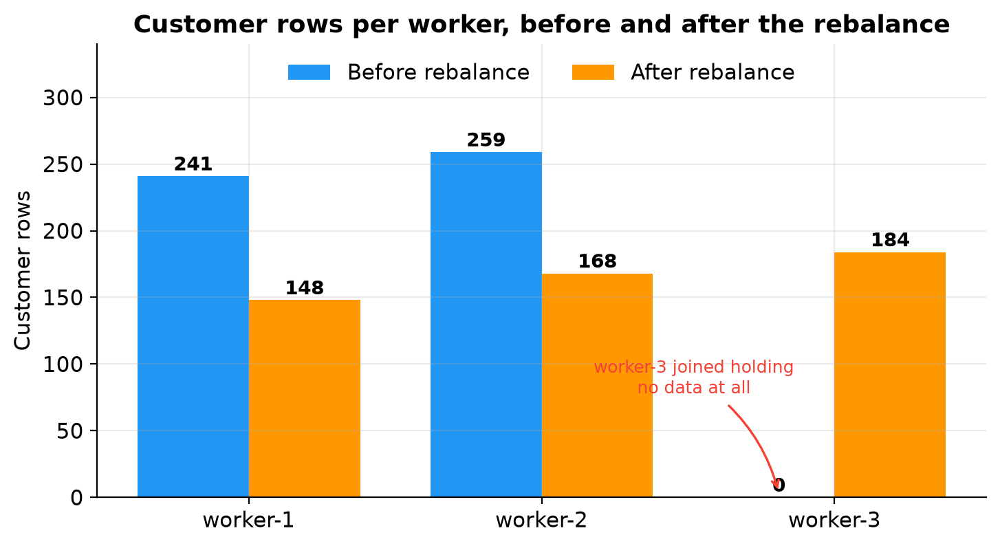 Customer rows per worker, before and after the rebalance
Before rebalance
After rebalance
Customer rows
300
250
200
150
100
50
0
241
148
259
168
0
184
worker-3 joined holding
no data at all
worker-1
worker-2
worker-3